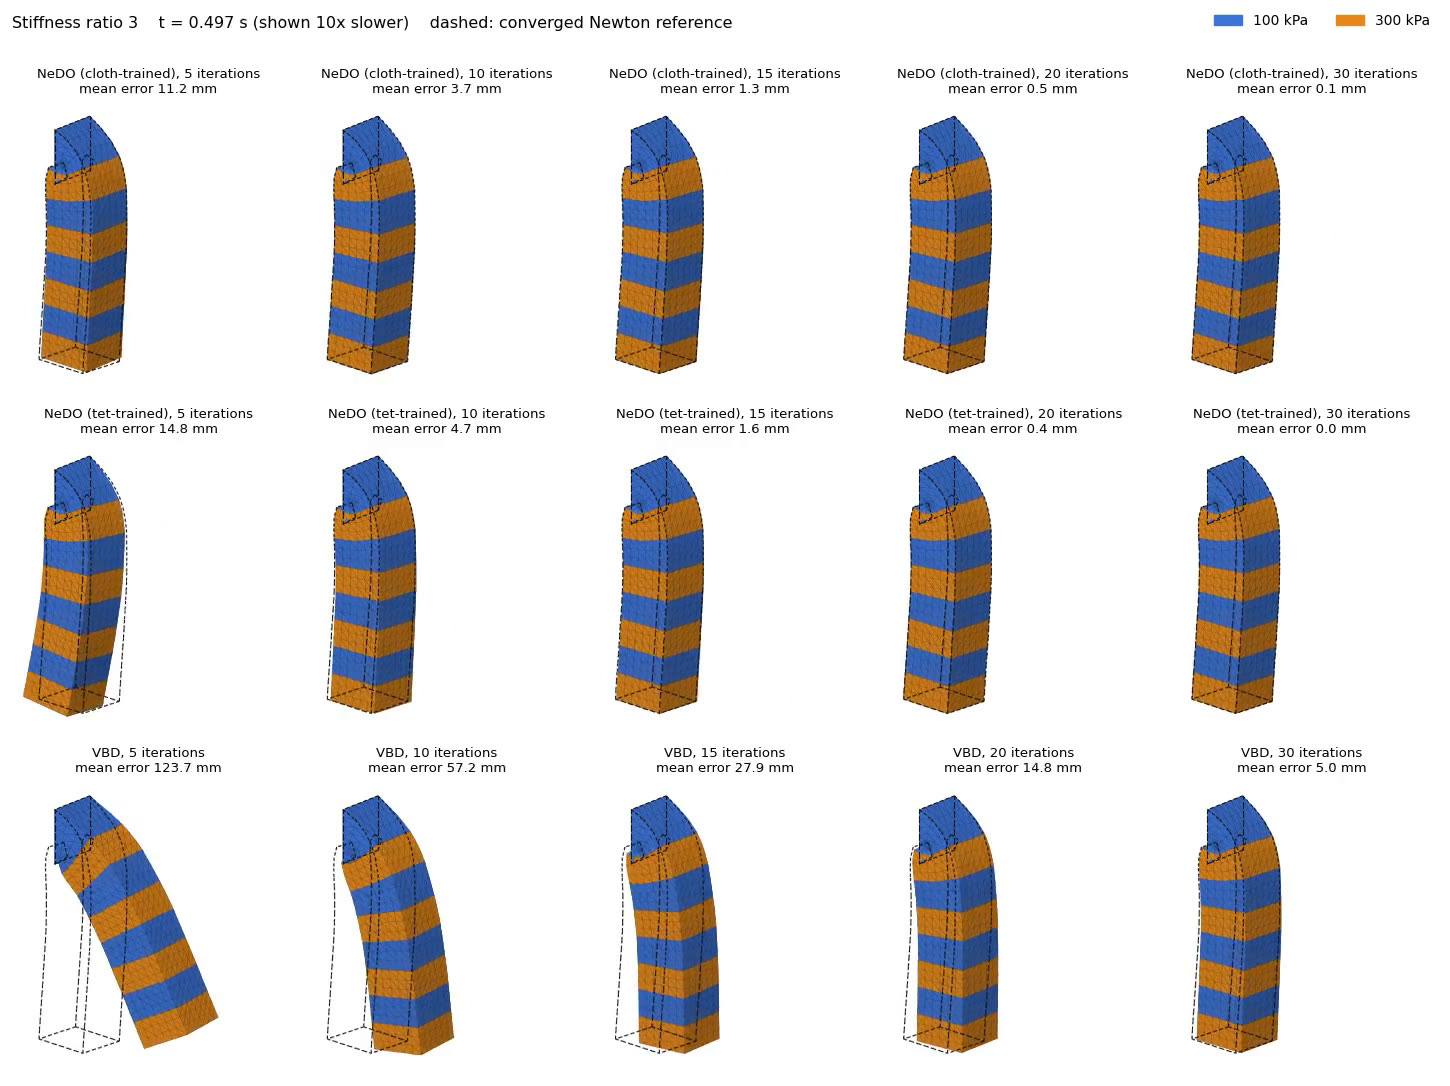 Stiffness ratio 3    t = 0.497 s (shown 10x slower)    dashed: converged Newton reference
100 kPa    300 kPa
NeDO (cloth-trained), 5 iterations
mean error 11.2 mm
NeDO (cloth-trained), 10 iterations
mean error 3.7 mm
NeDO (cloth-trained), 15 iterations
mean error 1.3 mm
NeDO (cloth-trained), 20 iterations
mean error 0.5 mm
NeDO (cloth-trained), 30 iterations
mean error 0.1 mm
NeDO (tet-trained), 5 iterations
mean error 14.8 mm
NeDO (tet-trained), 10 iterations
mean error 4.7 mm
NeDO (tet-trained), 15 iterations
mean error 1.6 mm
NeDO (tet-trained), 20 iterations
mean error 0.4 mm
NeDO (tet-trained), 30 iterations
mean error 0.0 mm
VBD, 5 iterations
mean error 123.7 mm
VBD, 10 iterations
mean error 57.2 mm
VBD, 15 iterations
mean error 27.9 mm
VBD, 20 iterations
mean error 14.8 mm
VBD, 30 iterations
mean error 5.0 mm